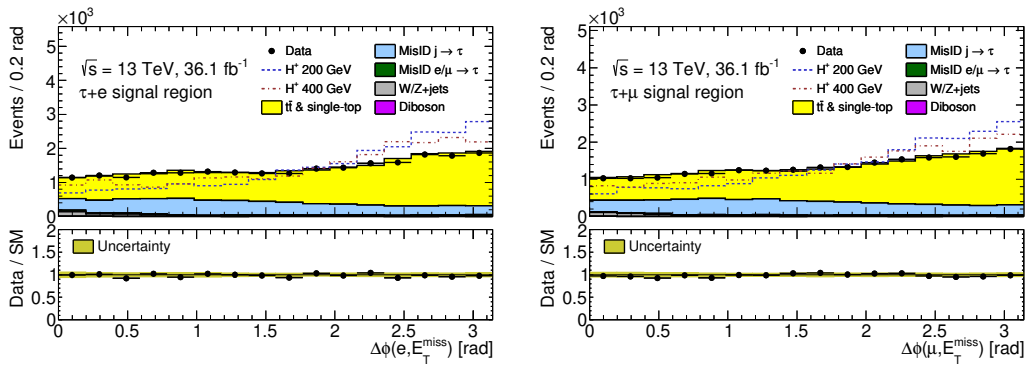 ×10³
Events / 0.2 rad
5
4
3
2
1
0
√s = 13 TeV, 36.1 fb⁻¹
τ+e signal region
Data
H⁺ 200 GeV
H⁺ 400 GeV
tt̄ & single-top
MisID j → τ
MisID e/μ → τ
W/Z+jets
Diboson
Data / SM
2
1.5
1
0.5
0
Uncertainty
0 0.5 1 1.5 2 2.5 3
Δϕ(e,E_T^miss) [rad]
×10³
Events / 0.2 rad
5
4
3
2
1
0
√s = 13 TeV, 36.1 fb⁻¹
τ+μ signal region
Data
H⁺ 200 GeV
H⁺ 400 GeV
tt̄ & single-top
MisID j → τ
MisID e/μ → τ
W/Z+jets
Diboson
Data / SM
2
1.5
1
0.5
0
Uncertainty
0 0.5 1 1.5 2 2.5 3
Δϕ(μ,E_T^miss) [rad]